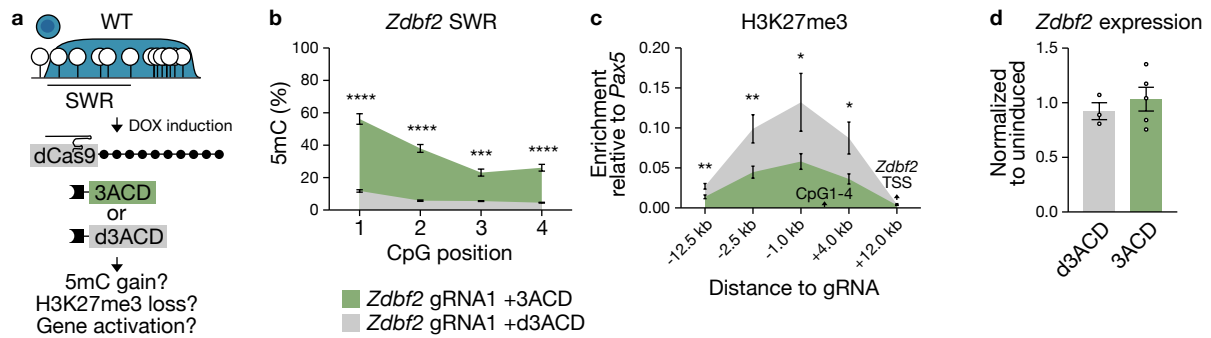 a
WT
SWR
DOX induction
dCas9
3ACD
or
d3ACD
5mC gain?
H3K27me3 loss?
Gene activation?
b
Zdbf2 SWR
5mC (%)
100
80
60
40
20
0
****
****
***
****
1 2 3 4
CpG position
Zdbf2 gRNA1 +3ACD
Zdbf2 gRNA1 +d3ACD
c
H3K27me3
Enrichment
relative to Pax5
0.20
0.15
0.10
0.05
0.00
**
**
*
*
CpG1-4
Zdbf2
TSS
-12.5 kb
-2.5 kb
-1.0 kb
+4.0 kb
+12.0 kb
Distance to gRNA
d
Zdbf2 expression
Normalized
to uninduced
1.5
1.0
0.5
0.0
d3ACD
3ACD